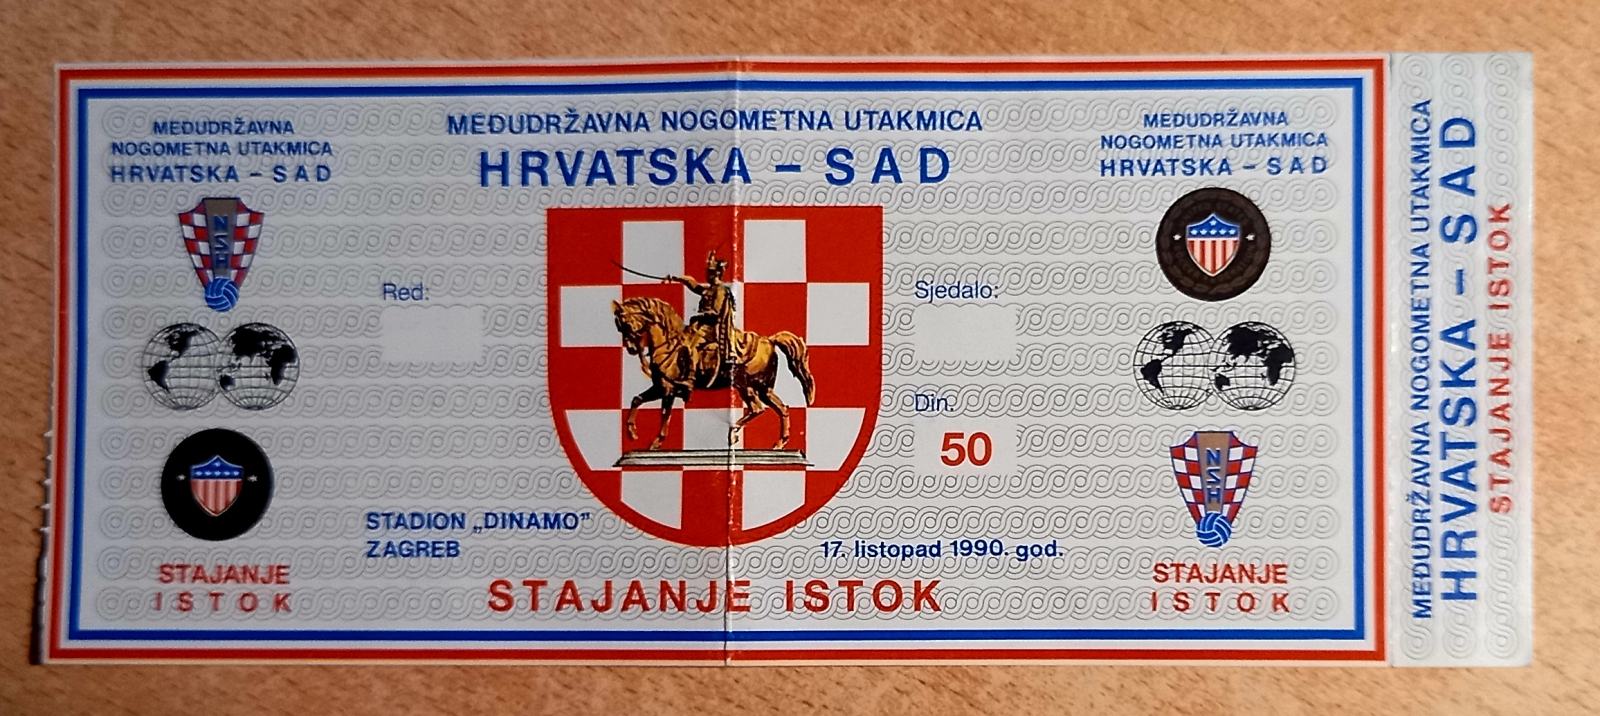 MEĐUDRŽAVNA
NOGOMETNA UTAKMICA
HRVATSKA – SAD
NSH
STAJANJE
ISTOK
MEĐUDRŽAVNA NOGOMETNA UTAKMICA
HRVATSKA – SAD
Red:
Sjedalo:
Din.
50
STADION „DINAMO”
ZAGREB
17. listopad 1990. god.
STAJANJE ISTOK
MEĐUDRŽAVNA
NOGOMETNA UTAKMICA
HRVATSKA – SAD
NSH
STAJANJE
ISTOK
MEĐUDRŽAVNA NOGOMETNA UTAKMICA
HRVATSKA – SAD
STAJANJE ISTOK